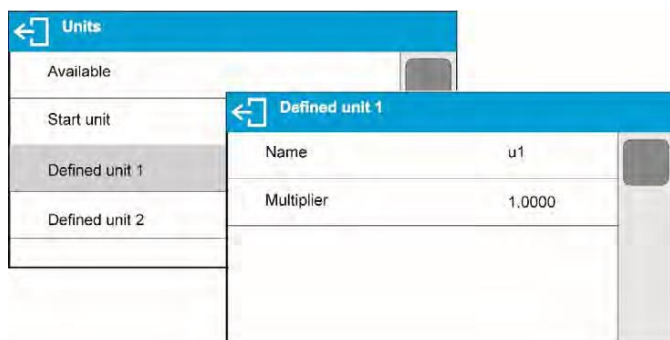 Units
Available
Start unit
Defined unit 1
Defined unit 2
Defined unit 1
Name u1
Multiplier 1.0000